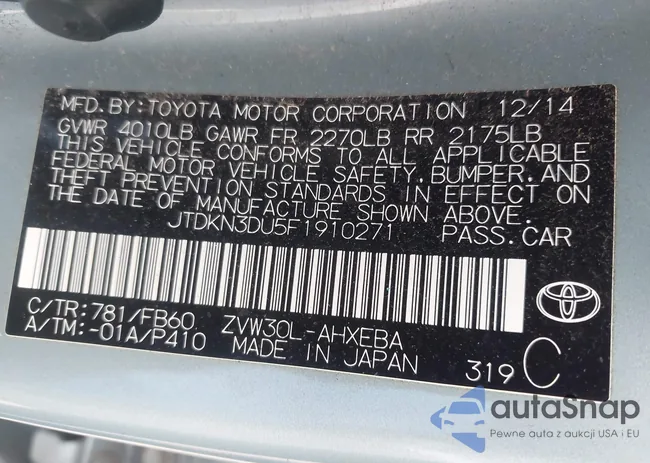 MFD. BY: TOYOTA MOTOR CORPORATION 12/14
GVWR 4010LB GAWR FR 2270LB RR 2175LB
THIS VEHICLE CONFORMS TO ALL APPLICABLE
FEDERAL MOTOR VEHICLE SAFETY, BUMPER, AND
THEFT PREVENTION STANDARDS IN EFFECT ON
THE DATE OF MANUFACTURE SHOWN ABOVE.
JTDKN3DU5F1910271 PASS.CAR
C/TR: 781/FB60 ZVW30L-AHXEBA
A/TM: -01A/P410 MADE IN JAPAN
319 C
autaSnap
Pewne auta z aukcji USA i EU